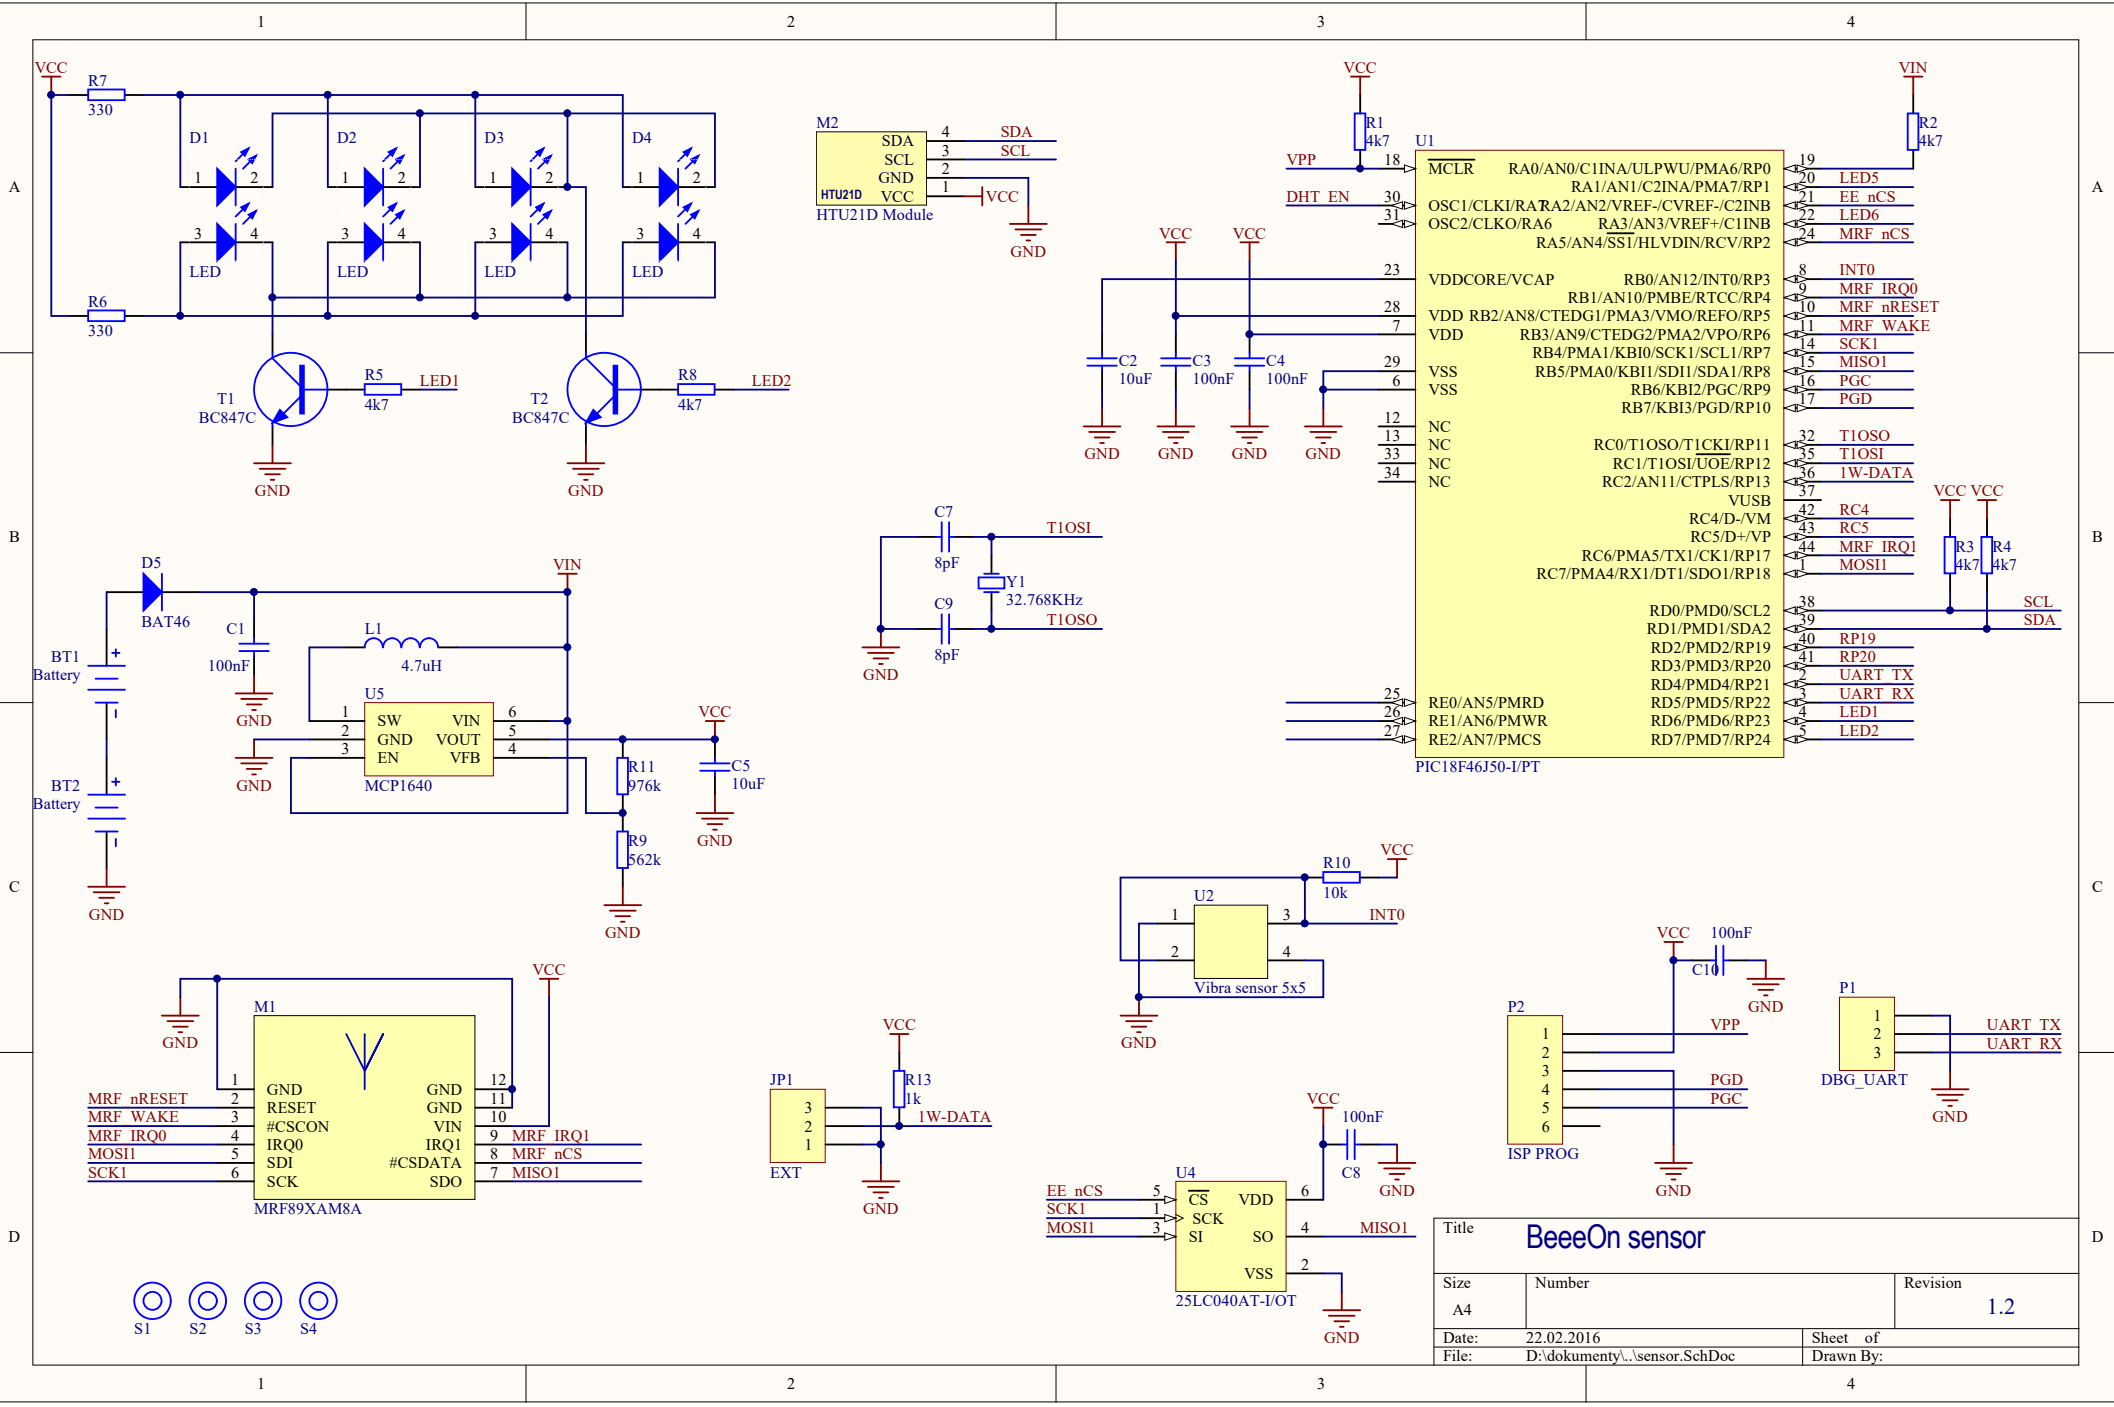 1 2 3 4
A A
B B
C C
D D
1 2 3 4
VCC
R7
330
D1
D2
D3
D4
1 2 1 2 1 2 1 2
3 4 3 4 3 4 3 4
LED LED LED LED
R6
330
T1
BC847C
R5
4k7
LED1
GND
T2
BC847C
R8
4k7
LED2
GND
M2
SDA 4 SDA
SCL 3 SCL
GND 2
VCC 1 VCC
HTU21D
HTU21D Module
GND
VCC
R1
4k7
VIN
R2
4k7
U1
VPP 18 MCLR
DHT_EN 30 OSC1/CLKI/RA7
31 OSC2/CLKO/RA6
23 VDDCORE/VCAP
28 VDD
7 VDD
29 VSS
6 VSS
12 NC
13 NC
33 NC
34 NC
25 RE0/AN5/PMRD
26 RE1/AN6/PMWR
27 RE2/AN7/PMCS
RA0/AN0/C1INA/ULPWU/PMA6/RP0 19
RA1/AN1/C2INA/PMA7/RP1 20 LED5
RA2/AN2/VREF-/CVREF-/C2INB 21 EE_nCS
RA3/AN3/VREF+/C1INB 22 LED6
RA5/AN4/SS1/HLVDIN/RCV/RP2 24 MRF_nCS
RB0/AN12/INT0/RP3 8 INT0
RB1/AN10/PMBE/RTCC/RP4 9 MRF_IRQ0
RB2/AN8/CTEDG1/PMA3/VMO/REFO/RP5 10 MRF_nRESET
RB3/AN9/CTEDG2/PMA2/VPO/RP6 11 MRF_WAKE
RB4/PMA1/KBI0/SCK1/SCL1/RP7 14 SCK1
RB5/PMA0/KBI1/SDI1/SDA1/RP8 15 MISO1
RB6/KBI2/PGC/RP9 16 PGC
RB7/KBI3/PGD/RP10 17 PGD
RC0/T1OSO/T1CKI/RP11 32 T1OSO
RC1/T1OSI/UOE/RP12 35 T1OSI
RC2/AN11/CTPLS/RP13 36 1W-DATA
VUSB 37
RC4/D-/VM 42 RC4
RC5/D+/VP 43 RC5
RC6/PMA5/TX1/CK1/RP17 44 MRF_IRQ1
RC7/PMA4/RX1/DT1/SDO1/RP18 1 MOSI1
RD0/PMD0/SCL2 38 SCL
RD1/PMD1/SDA2 39 SDA
RD2/PMD2/RP19 40 RP19
RD3/PMD3/RP20 41 RP20
RD4/PMD4/RP21 2 UART_TX
RD5/PMD5/RP22 3 UART_RX
RD6/PMD6/RP23 4 LED1
RD7/PMD7/RP24 5 LED2
PIC18F46J50-I/PT
VCC VCC
R3
4k7
R4
4k7
VCC VCC
C2
10uF
C3
100nF
C4
100nF
GND GND GND GND
C7
8pF
T1OSI
Y1
32.768KHz
C9
8pF
T1OSO
GND
D5
BAT46
VIN
C1
100nF
GND
L1
4.7uH
BT1
Battery
+
-
BT2
Battery
+
-
GND
U5
1 SW VIN 6
2 GND VOUT 5
3 EN VFB 4
MCP1640
GND
VCC
R11
976k
C5
10uF
GND
R9
562k
GND
VCC
R10
10k
U2
1 3 INT0
2 4
Vibra sensor 5x5
GND
VCC
GND
M1
1 GND GND 12
MRF_nRESET 2 RESET GND 11
MRF_WAKE 3 #CSCON VIN 10
MRF_IRQ0 4 IRQ0 IRQ1 9 MRF_IRQ1
MOSI1 5 SDI #CSDATA 8 MRF_nCS
SCK1 6 SCK SDO 7 MISO1
MRF89XAM8A
VCC
R13
1k
JP1
3
2 1W-DATA
1
EXT
GND
VCC
100nF
C8
GND
U4
EE_nCS 5 CS VDD 6
SCK1 1 SCK
MOSI1 3 SI SO 4 MISO1
VSS 2
25LC040AT-I/OT
GND
VCC
100nF
C10
GND
P2
1 VPP
2
3
4 PGD
5 PGC
6
ISP PROG
GND
P1
1
2 UART_TX
3 UART_RX
DBG_UART
GND
S1 S2 S3 S4
Title BeeeOn sensor
Size Number Revision
A4 1.2
Date: 22.02.2016 Sheet of
File: D:\dokumenty\..\sensor.SchDoc Drawn By: